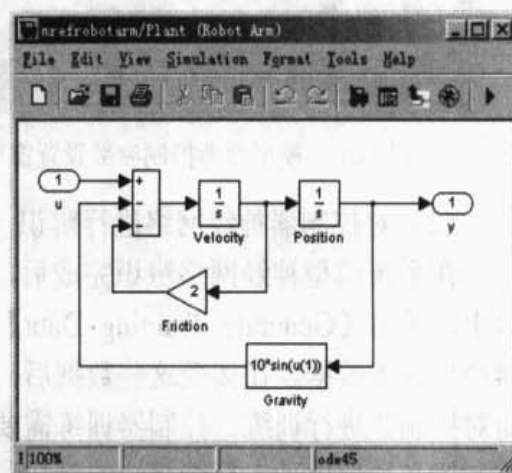 mrefrobotarm/Plant (Robot Arm)
File Edit View Simulation Format Tools Help
1
u
+
-
-
1
s
Velocity
1
s
Position
1
y
2
Friction
10*sin(u(1))
Gravity
100%
ode45